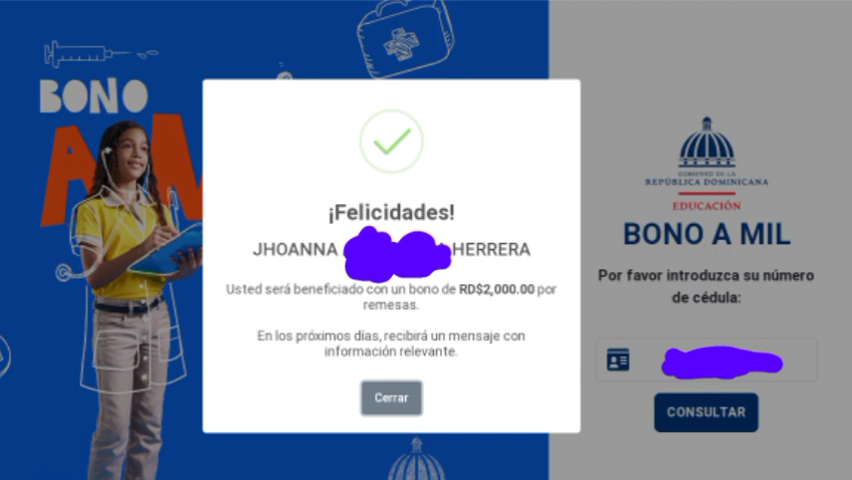 BONO
A M
¡Felicidades!
JHOANNA HERRERA
Usted será beneficiado con un bono de RD$2,000.00 por
remesas.
En los próximos días, recibirá un mensaje con
información relevante.
Cerrar
GOBIERNO DE LA
REPÚBLICA DOMINICANA
EDUCACIÓN
BONO A MIL
Por favor introduzca su número
de cédula:
CONSULTAR